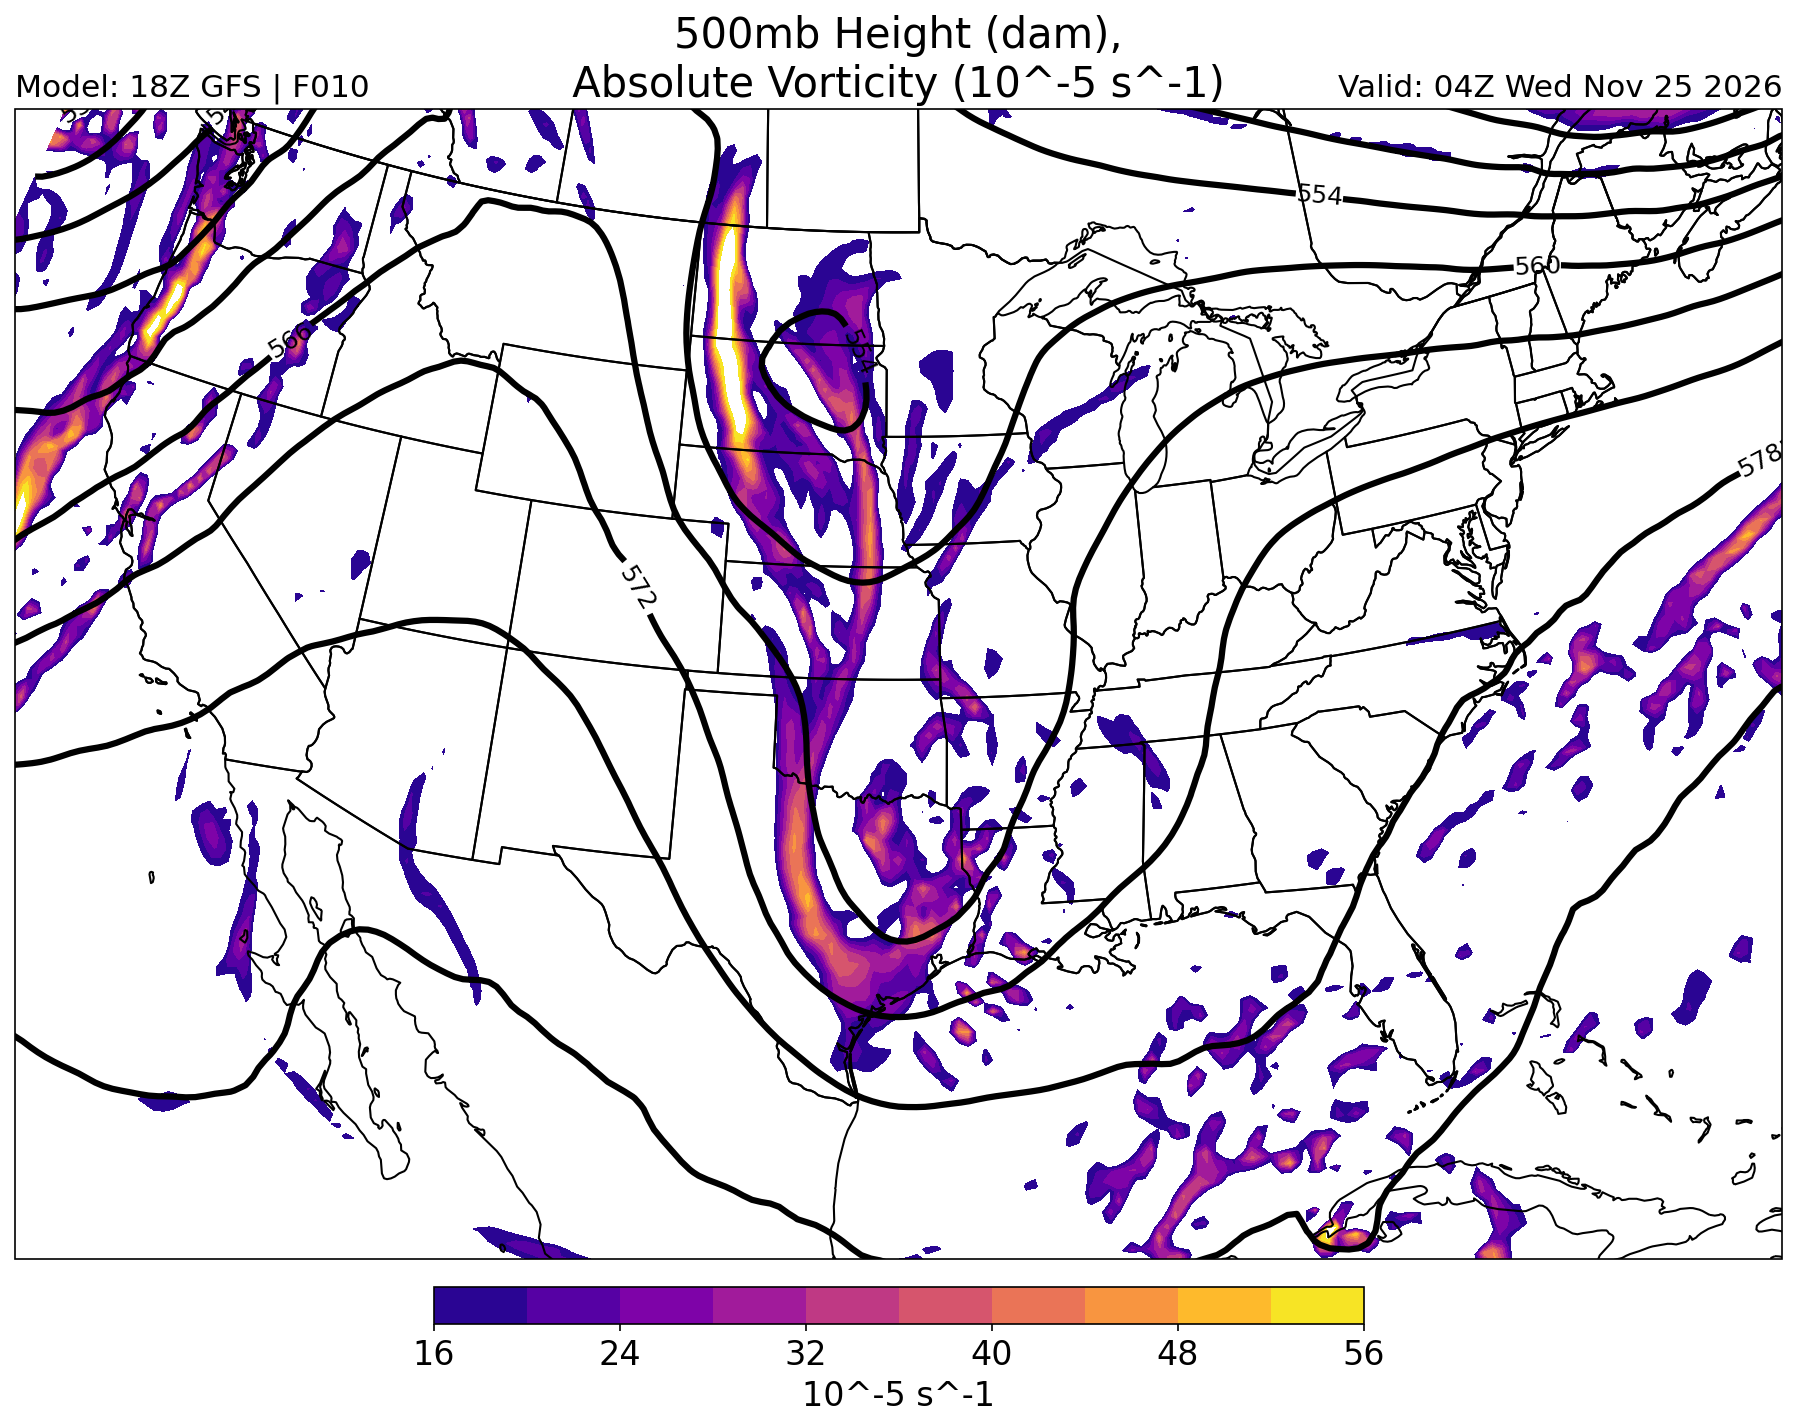 500mb Height (dam),
Absolute Vorticity (10^-5 s^-1)
Model: 18Z GFS | F010
Valid: 04Z Wed Nov 25 2026
554
560
566
554
578
572
16 24 32 40 48 56
10^-5 s^-1